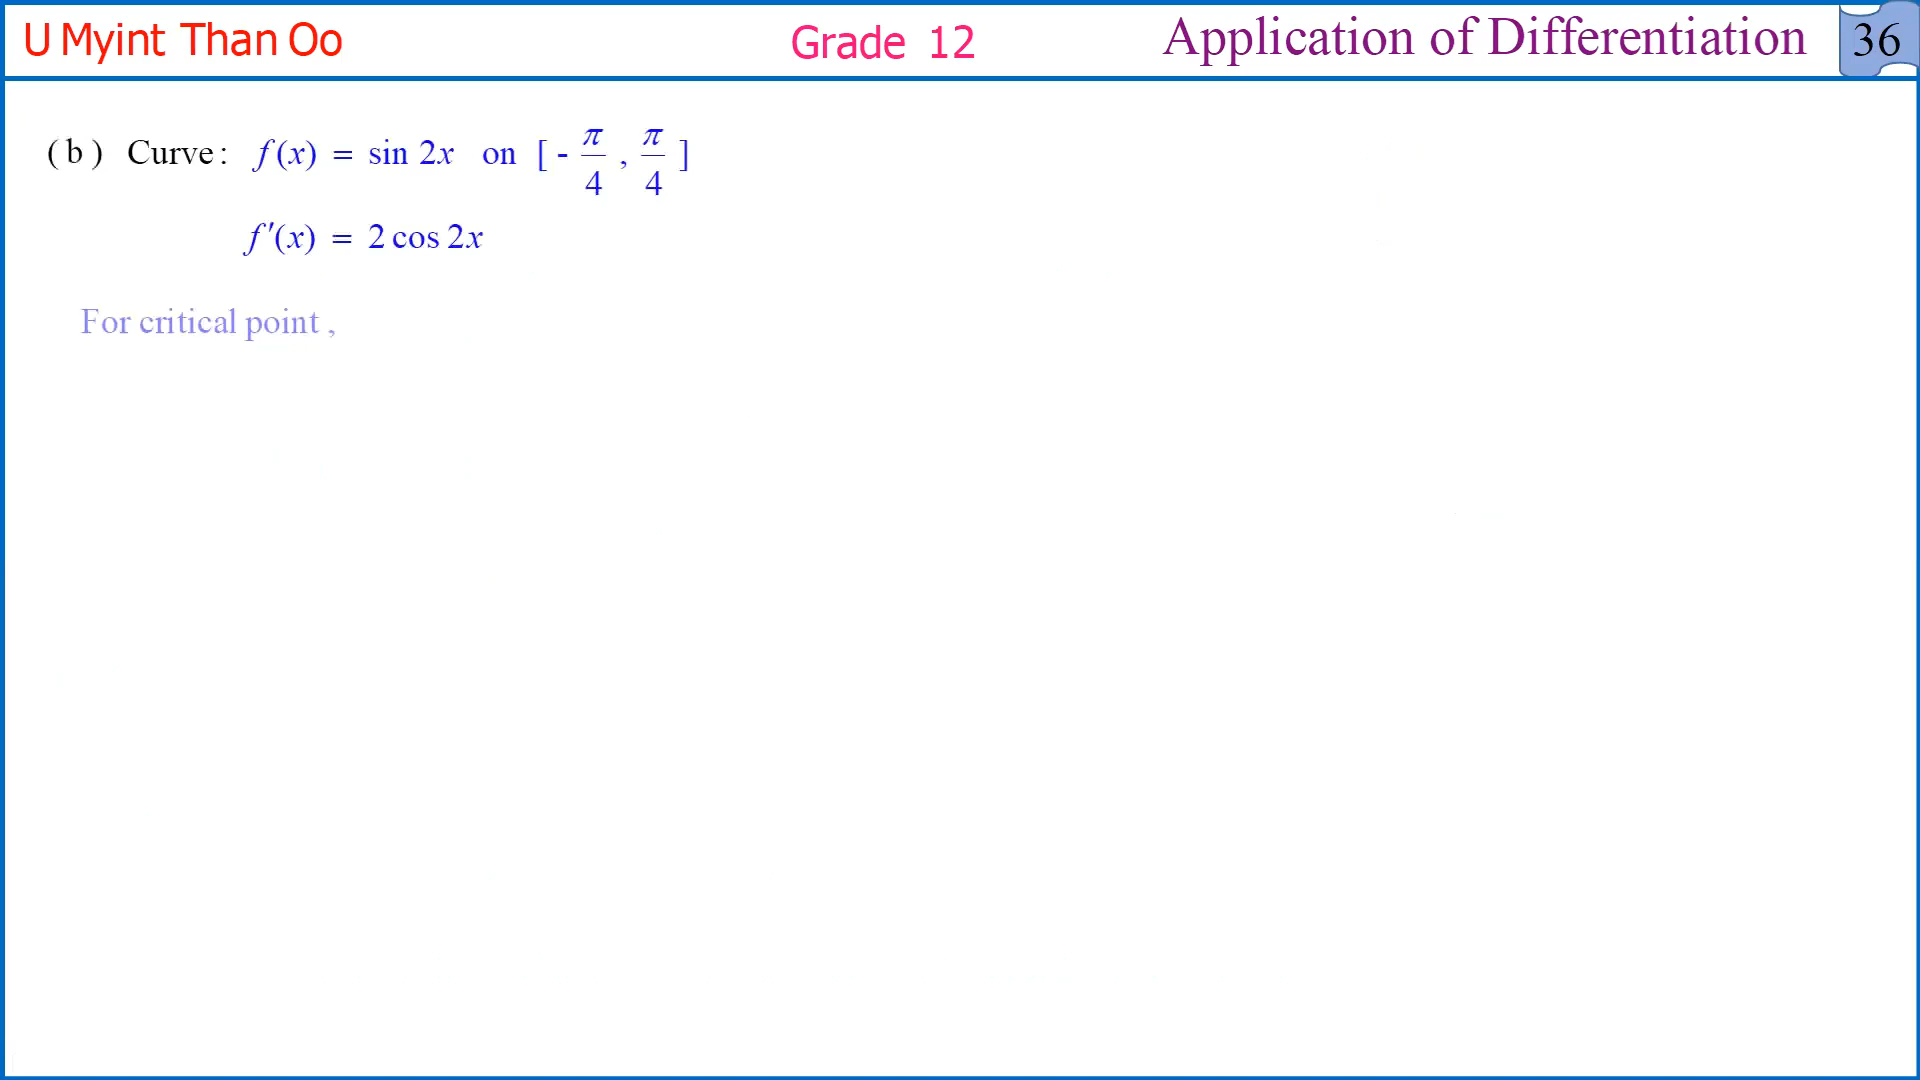 U Myint Than Oo
Grade 12
Application of Differentiation
36
( b ) Curve : f(x) = sin 2x on [ - π/4 , π/4 ]
f′(x) = 2 cos 2x
For critical point ,